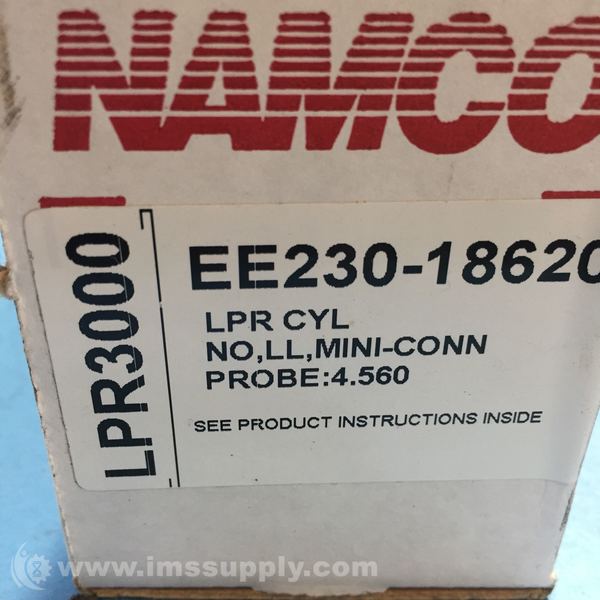 NAMCO
LPR3000
EE230-18620
LPR CYL
NO,LL,MINI-CONN
PROBE:4.560
SEE PRODUCT INSTRUCTIONS INSIDE
www.imssupply.com